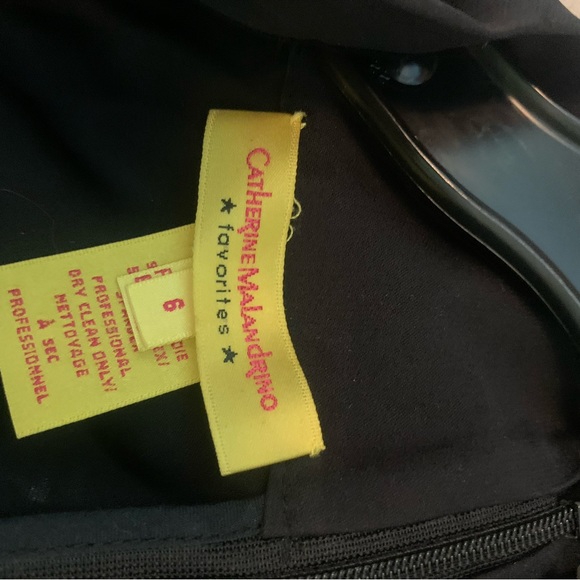 CATHERINE MALANDRINO
★ favorites ★
6
PROFESSIONAL
DRY CLEAN ONLY/
NETTOYAGE
À SEC
PROFESSIONNEL